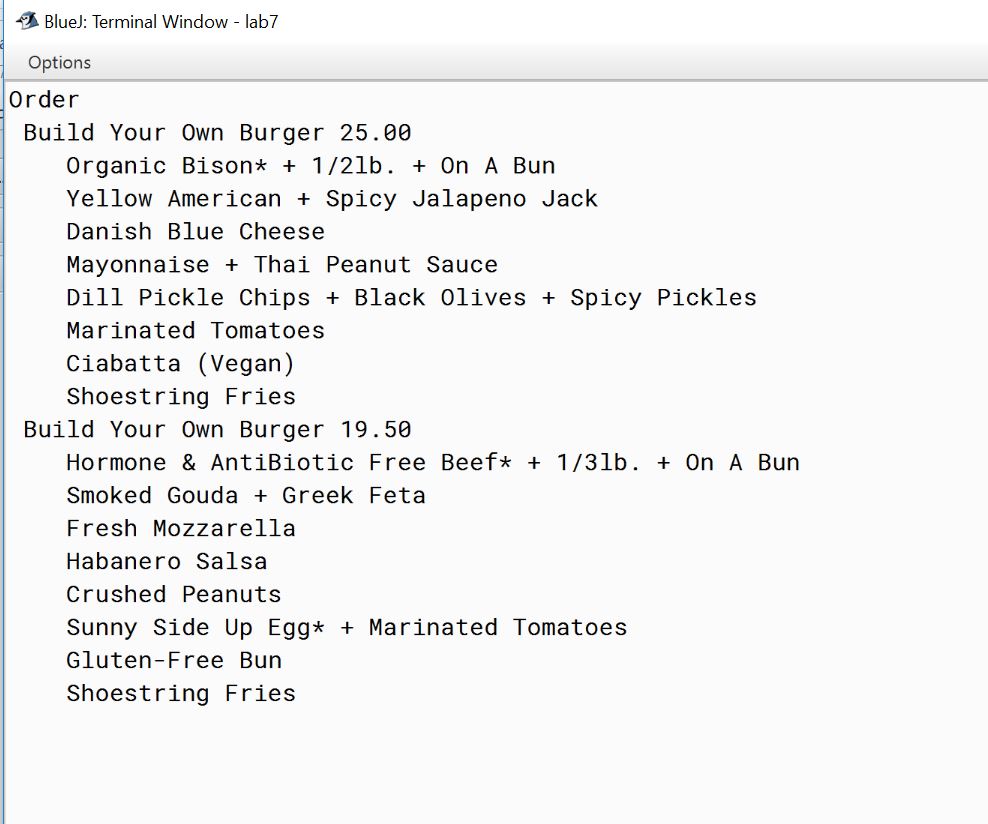 BlueJ: Terminal Window - lab7
Options
Order
Build Your Own Burger 25.00
Organic Bison* + 1/2lb. + On A Bun
Yellow American + Spicy Jalapeno Jack
Danish Blue Cheese
Mayonnaise + Thai Peanut Sauce
Dill Pickle Chips + Black Olives + Spicy Pickles
Marinated Tomatoes
Ciabatta (Vegan)
Shoestring Fries
Build Your Own Burger 19.50
Hormone & AntiBiotic Free Beef* + 1/3lb. + On A Bun
Smoked Gouda + Greek Feta
Fresh Mozzarella
Habanero Salsa
Crushed Peanuts
Sunny Side Up Egg* + Marinated Tomatoes
Gluten-Free Bun
Shoestring Fries